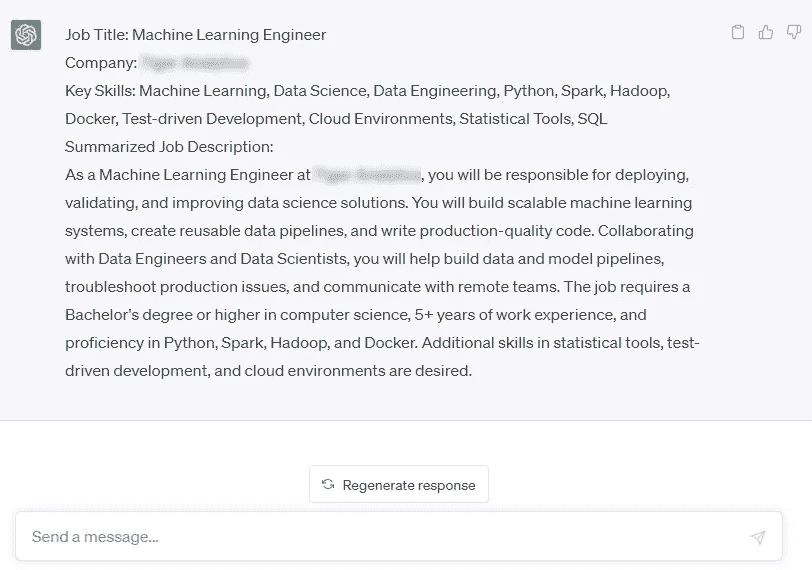 Job Title: Machine Learning Engineer
Company:
Key Skills: Machine Learning, Data Science, Data Engineering, Python, Spark, Hadoop,
Docker, Test-driven Development, Cloud Environments, Statistical Tools, SQL
Summarized Job Description:
As a Machine Learning Engineer at , you will be responsible for deploying,
validating, and improving data science solutions. You will build scalable machine learning
systems, create reusable data pipelines, and write production-quality code. Collaborating
with Data Engineers and Data Scientists, you will help build data and model pipelines,
troubleshoot production issues, and communicate with remote teams. The job requires a
Bachelor’s degree or higher in computer science, 5+ years of work experience, and
proficiency in Python, Spark, Hadoop, and Docker. Additional skills in statistical tools, test-
driven development, and cloud environments are desired.
Regenerate response
Send a message...